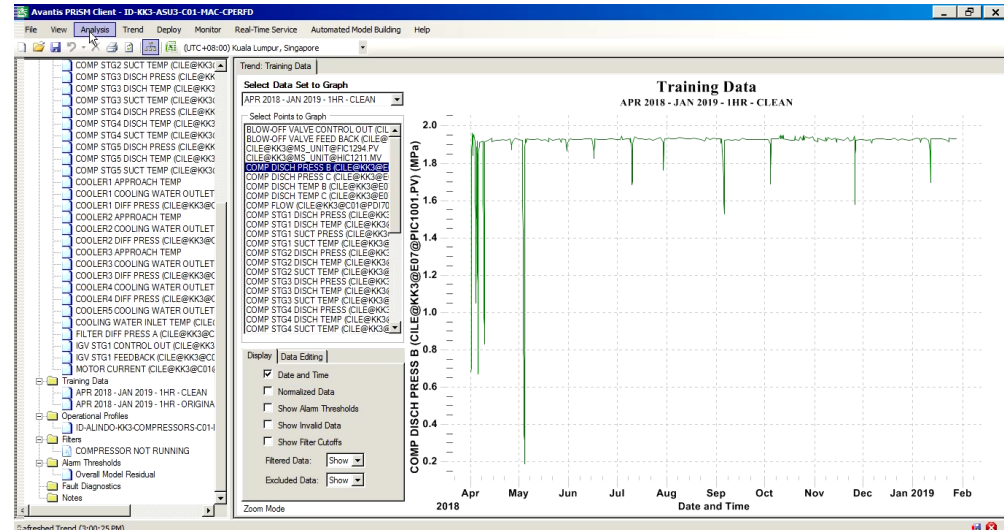 Avantis PRiSM Client - ID-KK3-ASU3-C01-MAC-CPERFD
File View Analysis Trend Deploy Monitor Real-Time Service Automated Model Building Help
(UTC+08:00) Kuala Lumpur, Singapore
COMP STG2 SUCT TEMP (CILE@KK3(
COMP STG3 DISCH PRESS (CILE@KK
COMP STG3 DISCH TEMP (CILE@KK3
COMP STG3 SUCT TEMP (CILE@KK3(
COMP STG4 DISCH PRESS (CILE@KK
COMP STG4 DISCH TEMP (CILE@KK3
COMP STG4 SUCT TEMP (CILE@KK3(
COMP STG5 DISCH PRESS (CILE@KK
COMP STG5 DISCH TEMP (CILE@KK3
COMP STG5 SUCT TEMP (CILE@KK3(
COOLER1 APPROACH TEMP
COOLER1 COOLING WATER OUTLET
COOLER1 DIFF PRESS (CILE@KK3@C
COOLER2 APPROACH TEMP
COOLER2 COOLING WATER OUTLET
COOLER2 DIFF PRESS (CILE@KK3@C
COOLER3 APPROACH TEMP
COOLER3 COOLING WATER OUTLET
COOLER3 DIFF PRESS (CILE@KK3@C
COOLER4 COOLING WATER OUTLET
COOLER4 DIFF PRESS (CILE@KK3@C
COOLER5 COOLING WATER OUTLET
COOLING WATER INLET TEMP (CILE(
FILTER DIFF PRESS A (CILE@KK3@C
IGV STG1 CONTROL OUT (CILE@KK3
IGV STG1 FEEDBACK (CILE@KK3@C
MOTOR CURRENT (CILE@KK3@C01@
Training Data
APR 2018 - JAN 2019 - 1HR - CLEAN
APR 2018 - JAN 2019 - 1HR - ORIGINA
Operational Profiles
ID-ALINDO-KK3-COMPRESSORS-C01-
Filters
COMPRESSOR NOT RUNNING
Alarm Thresholds
Overall Model Residual
Fault Diagnostics
Notes
Trend: Training Data
Select Data Set to Graph
APR 2018 - JAN 2019 - 1HR - CLEAN
Select Points to Graph
BLOW-OFF VALVE CONTROL OUT (CIL
BLOW-OFF VALVE FEED BACK (CILE@
CILE@KK3@MS_UNIT@FIC1294.PV
CILE@KK3@MS_UNIT@HIC1211.MV
COMP DISCH PRESS B (CILE@KK3@E
COMP DISCH PRESS C (CILE@KK3@E
COMP DISCH TEMP B (CILE@KK3@E0
COMP DISCH TEMP C (CILE@KK3@E0
COMP FLOW (CILE@KK3@C01@PDI70
COMP STG1 DISCH PRESS (CILE@KK3
COMP STG1 DISCH TEMP (CILE@KK3@
COMP STG1 SUCT PRESS (CILE@KK3@
COMP STG1 SUCT TEMP (CILE@KK3@
COMP STG2 DISCH PRESS (CILE@KK3
COMP STG2 DISCH TEMP (CILE@KK3@
COMP STG2 SUCT TEMP (CILE@KK3@
COMP STG3 DISCH PRESS (CILE@KK3
COMP STG3 DISCH TEMP (CILE@KK3@
COMP STG3 SUCT TEMP (CILE@KK3@
COMP STG4 DISCH PRESS (CILE@KK3
COMP STG4 DISCH TEMP (CILE@KK3@
COMP STG4 SUCT TEMP (CILE@KK3@
Display Data Editing
Date and Time
Normalized Data
Show Alarm Thresholds
Show Invalid Data
Show Filter Cutoffs
Filtered Data: Show
Excluded Data: Show
Zoom Mode
Training Data
APR 2018 - JAN 2019 - 1HR - CLEAN
COMP DISCH PRESS B (CILE@KK3@E07@PIC1001.PV) (MPa)
2.0
1.8
1.6
1.4
1.2
1.0
0.8
0.6
0.4
0.2
Apr May Jun Jul Aug Sep Oct Nov Dec Jan 2019 Feb
2018
Date and Time
Refreshed Trend (3:00:25 PM)